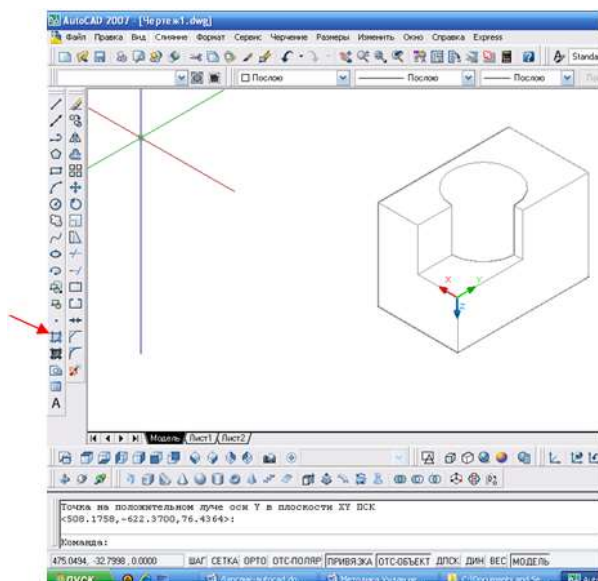 AutoCAD 2007 - [Чертеж1.dwg]
Файл Правка Вид Слияние Формат Сервис Черчение Размеры Изменить Окно Справка Express
Standa
Послою Послою Послою
X Y Z
A
Модель Лист1 Лист2
Точка на положительном луче оси Y в плоскости XY ПСК
<508.1758,-622.3700,76.4364>:
Команда:
475.0494, -32.7998 , 0.0000 ШАГ СЕТКА ОРТО ОТС-ПОЛЯР ПРИВЯЗКА ОТС-ОБЪЕКТ ДПСК ДИН ВЕС МОДЕЛЬ
ПУСК